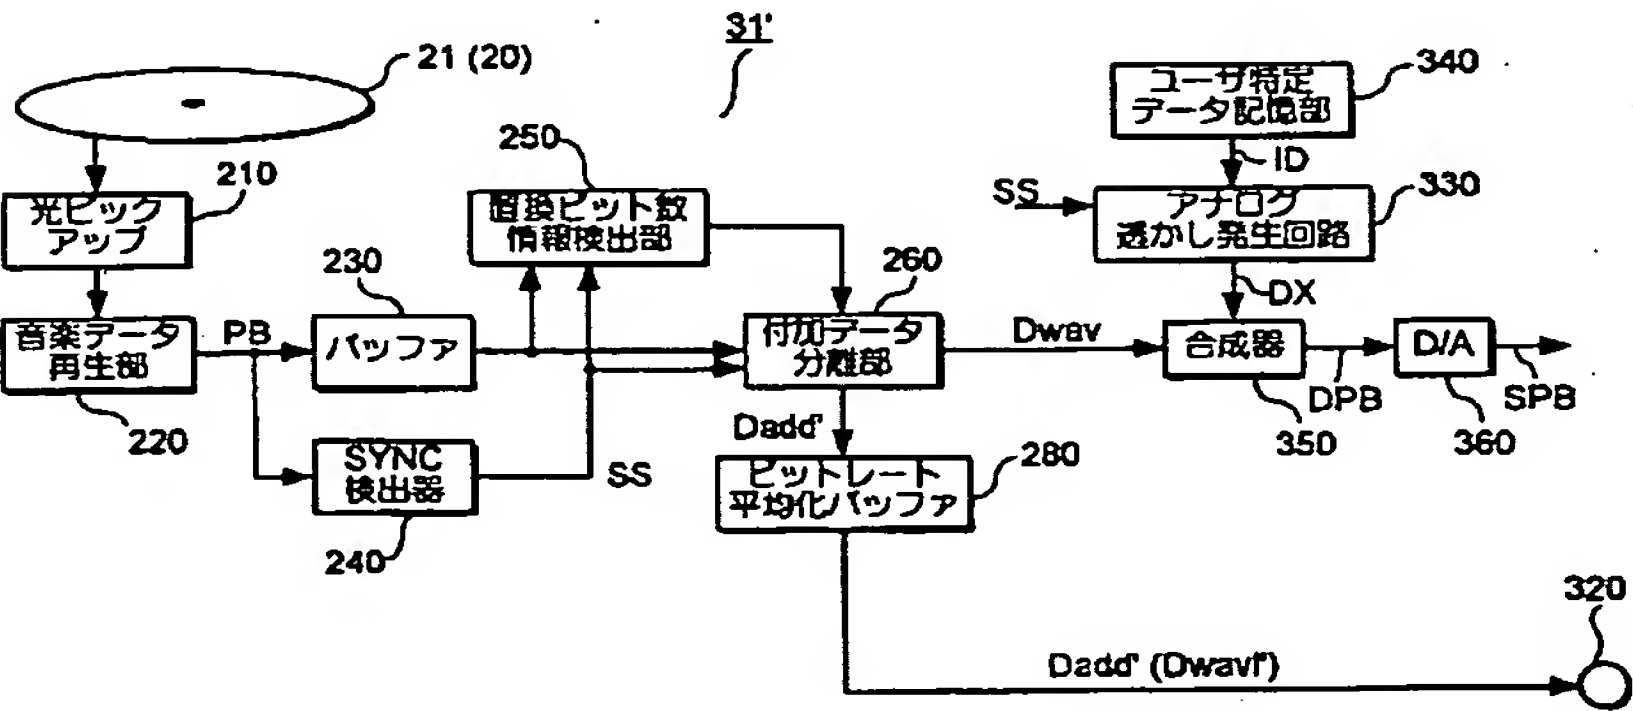 31'
21 (20)
340
ユーザ特定
データ記憶部
250
ID
210
SS
330
光ピック
アップ
置換ビット数
情報検出部
アナログ
透かし発生回路
230
260
DX
音楽データ
再生部
PB
バッファ
付加データ
分離部
Dwav
合成器
D/A
DPB
SPB
220
Dadd'
350
360
SYNC
検出器
SS
ビットレート
平均化バッファ
280
240
320
Dadd' (Dwavl')